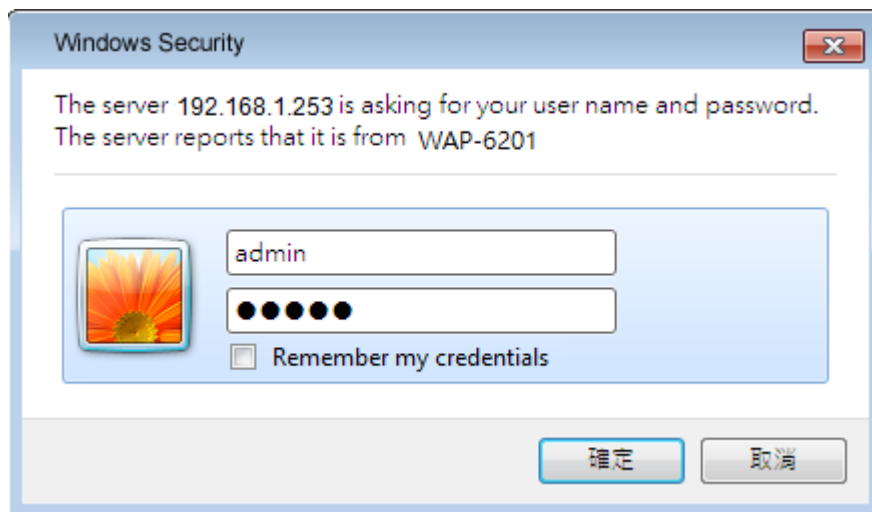 Windows Security
The server 192.168.1.253 is asking for your user name and password.
The server reports that it is from WAP-6201
admin
●●●●●
Remember my credentials
確定
取消